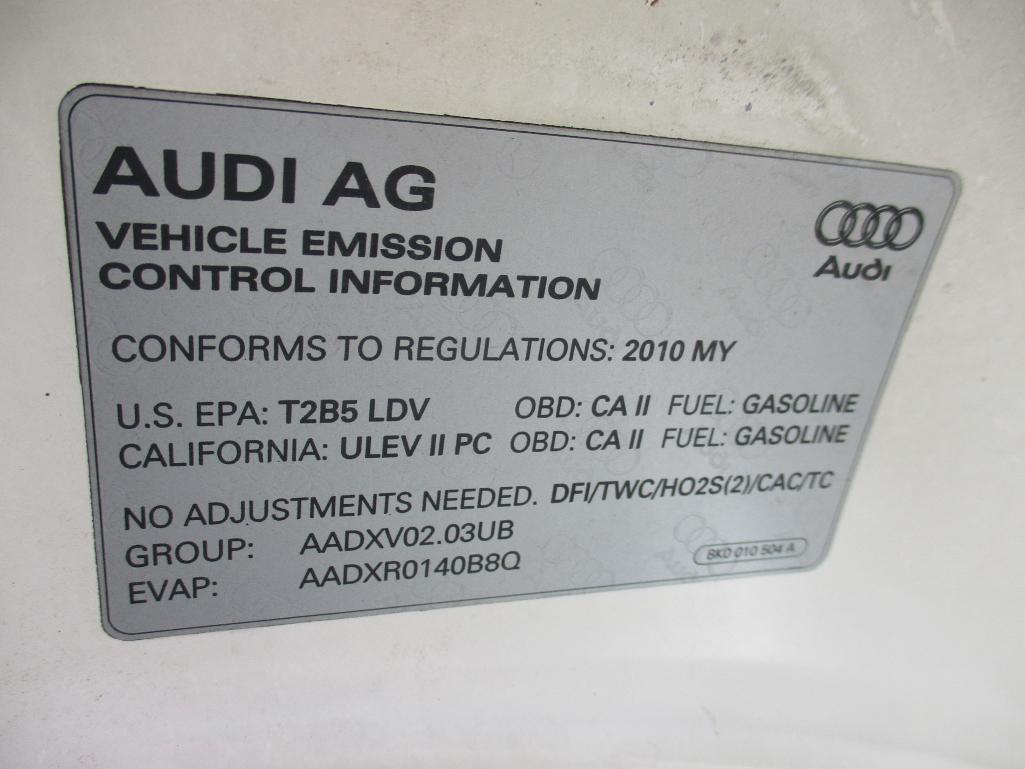 AUDI AG
Audi
VEHICLE EMISSION
CONTROL INFORMATION
CONFORMS TO REGULATIONS: 2010 MY
U.S. EPA: T2B5 LDV OBD: CA II FUEL: GASOLINE
CALIFORNIA: ULEV II PC OBD: CA II FUEL: GASOLINE
NO ADJUSTMENTS NEEDED. DFI/TWC/HO2S(2)/CAC/TC
GROUP: AADXV02.03UB
EVAP: AADXR0140B8Q
8K0 010 504 A